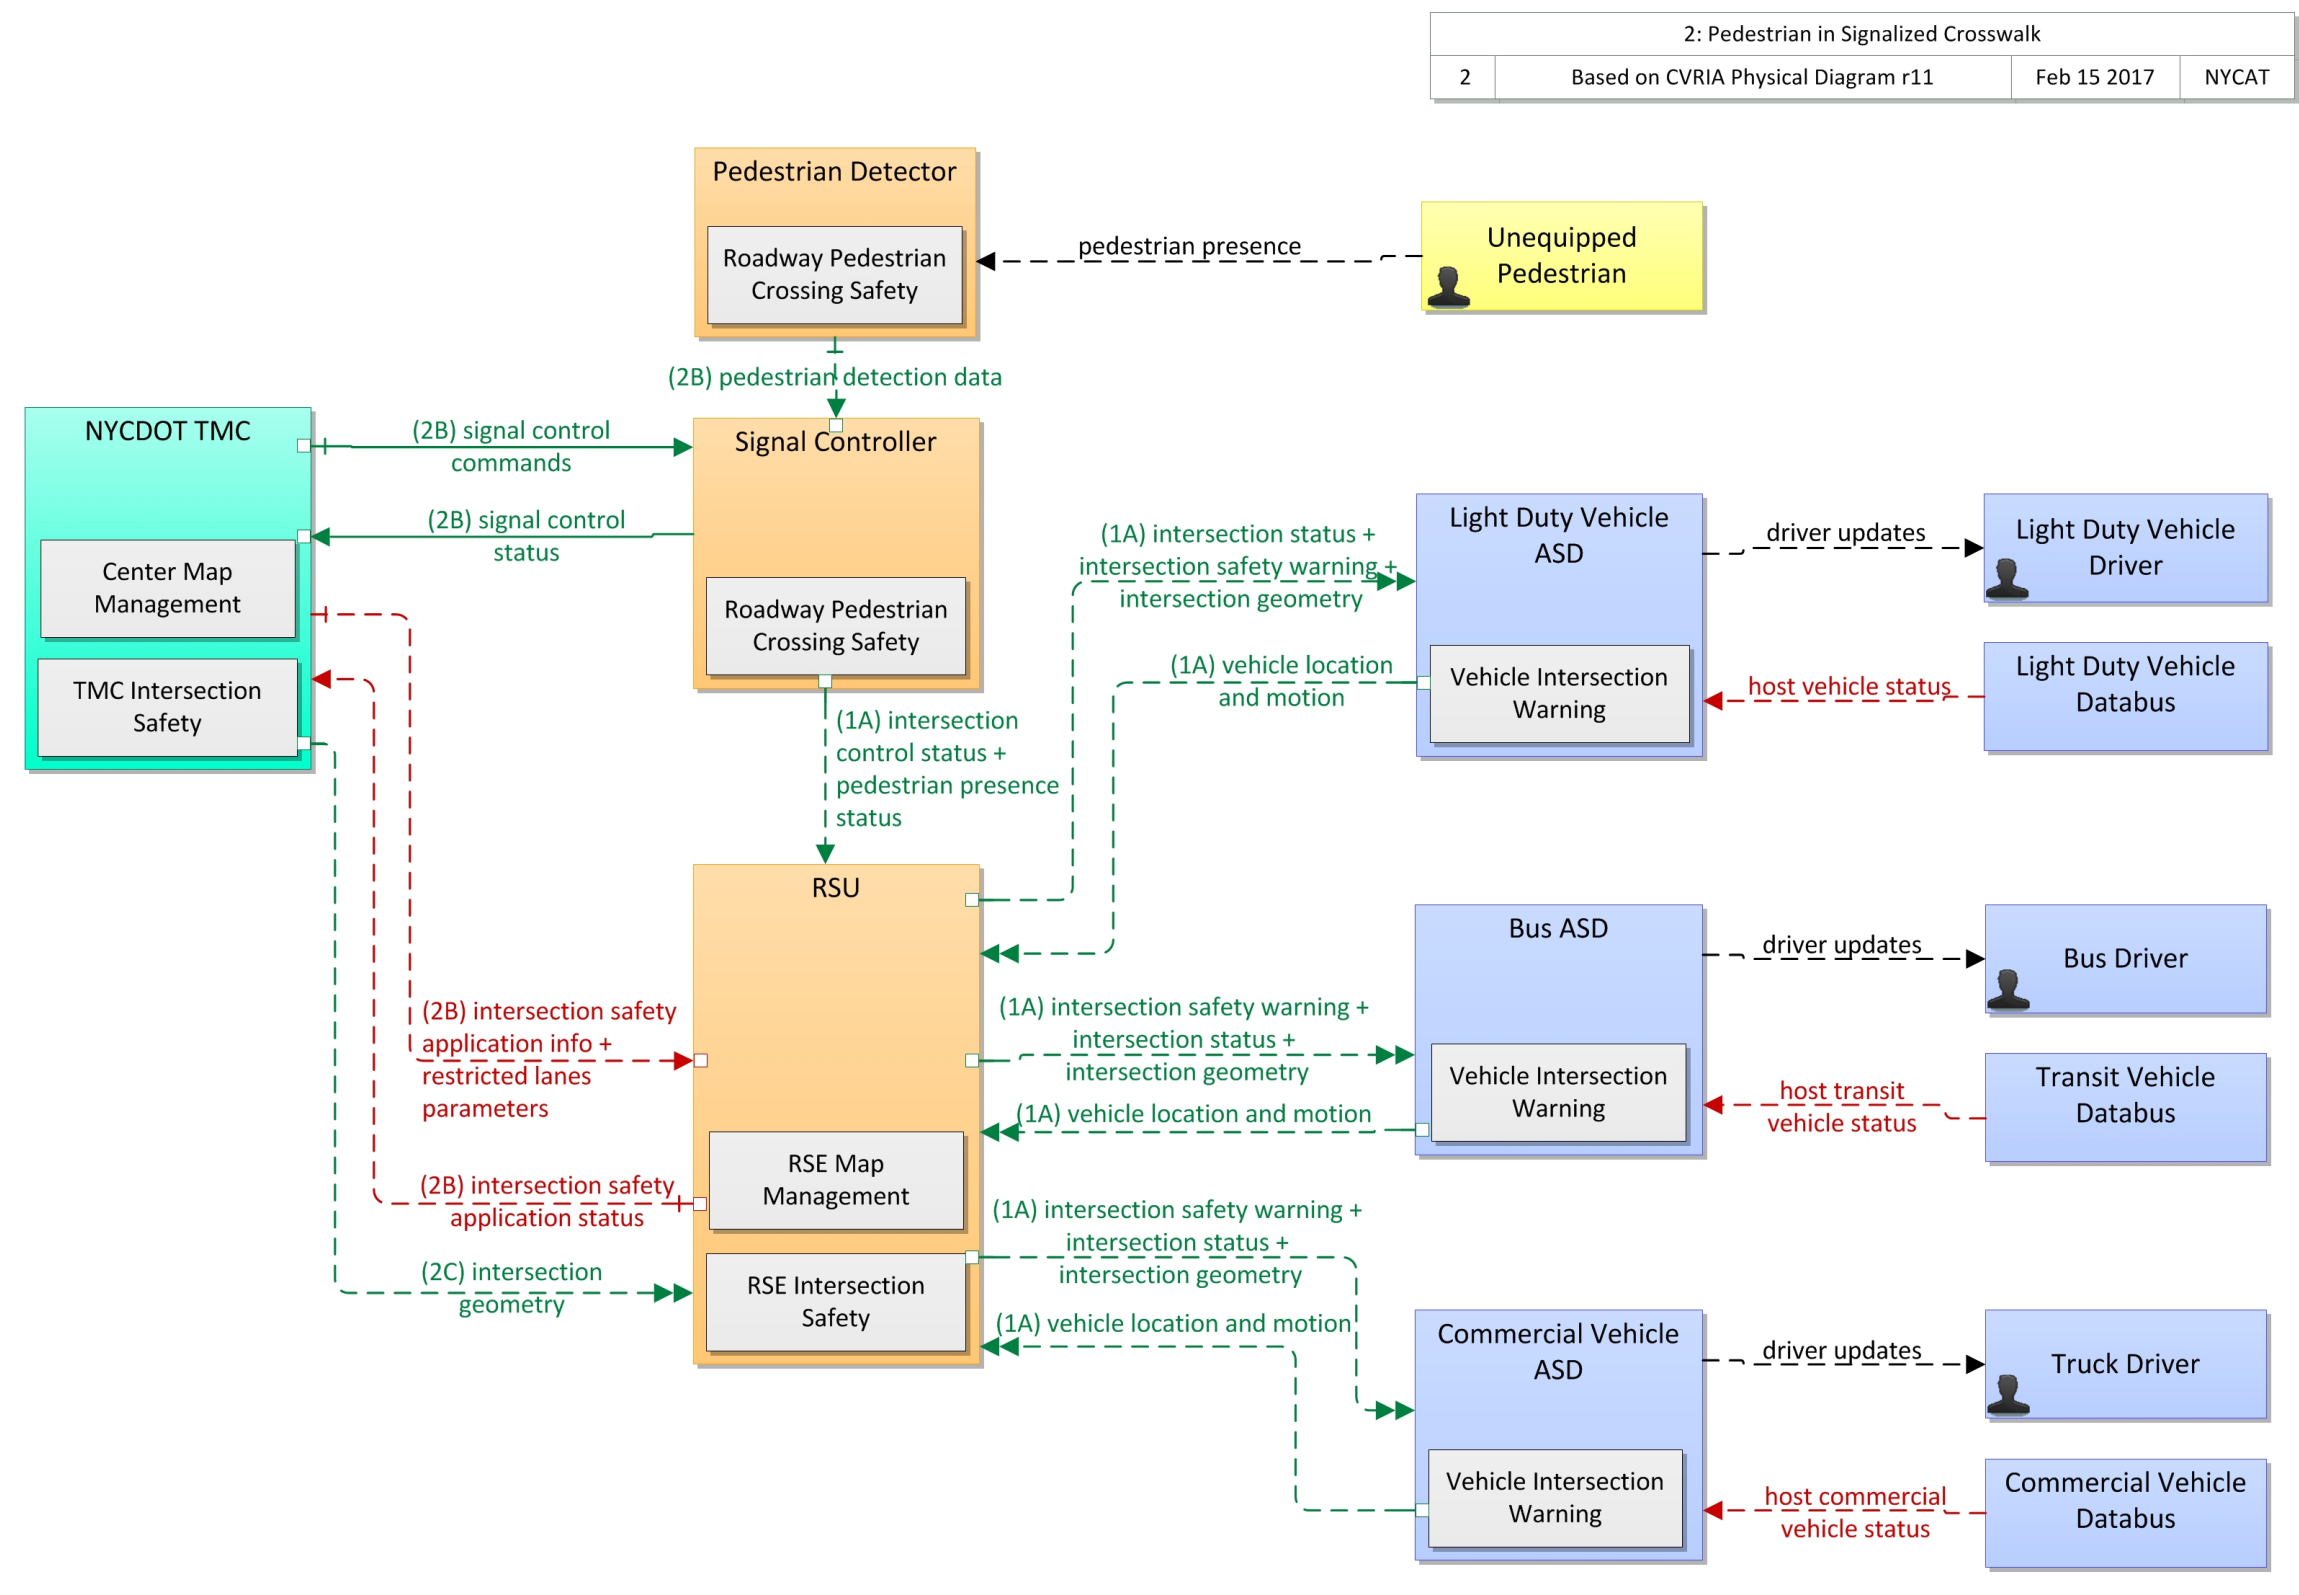 2: Pedestrian in Signalized Crosswalk
2 Based on CVRIA Physical Diagram r11 Feb 15 2017 NYCAT
Pedestrian Detector
Roadway Pedestrian
Crossing Safety
pedestrian presence
Unequipped
Pedestrian
(2B) pedestrian detection data
NYCDOT TMC
Center Map
Management
TMC Intersection
Safety
(2B) signal control
commands
(2B) signal control
status
Signal Controller
Roadway Pedestrian
Crossing Safety
(1A) intersection
control status +
pedestrian presence
status
(1A) intersection status +
intersection safety warning +
intersection geometry
(1A) vehicle location
and motion
Light Duty Vehicle
ASD
Vehicle Intersection
Warning
driver updates
Light Duty Vehicle
Driver
host vehicle status
Light Duty Vehicle
Databus
RSU
RSE Map
Management
RSE Intersection
Safety
(2B) intersection safety
application info +
restricted lanes
parameters
(2B) intersection safety
application status
(2C) intersection
geometry
(1A) intersection safety warning +
intersection status +
intersection geometry
(1A) vehicle location and motion
Bus ASD
Vehicle Intersection
Warning
driver updates
Bus Driver
host transit
vehicle status
Transit Vehicle
Databus
(1A) intersection safety warning +
intersection status +
intersection geometry
(1A) vehicle location and motion
Commercial Vehicle
ASD
Vehicle Intersection
Warning
driver updates
Truck Driver
host commercial
vehicle status
Commercial Vehicle
Databus